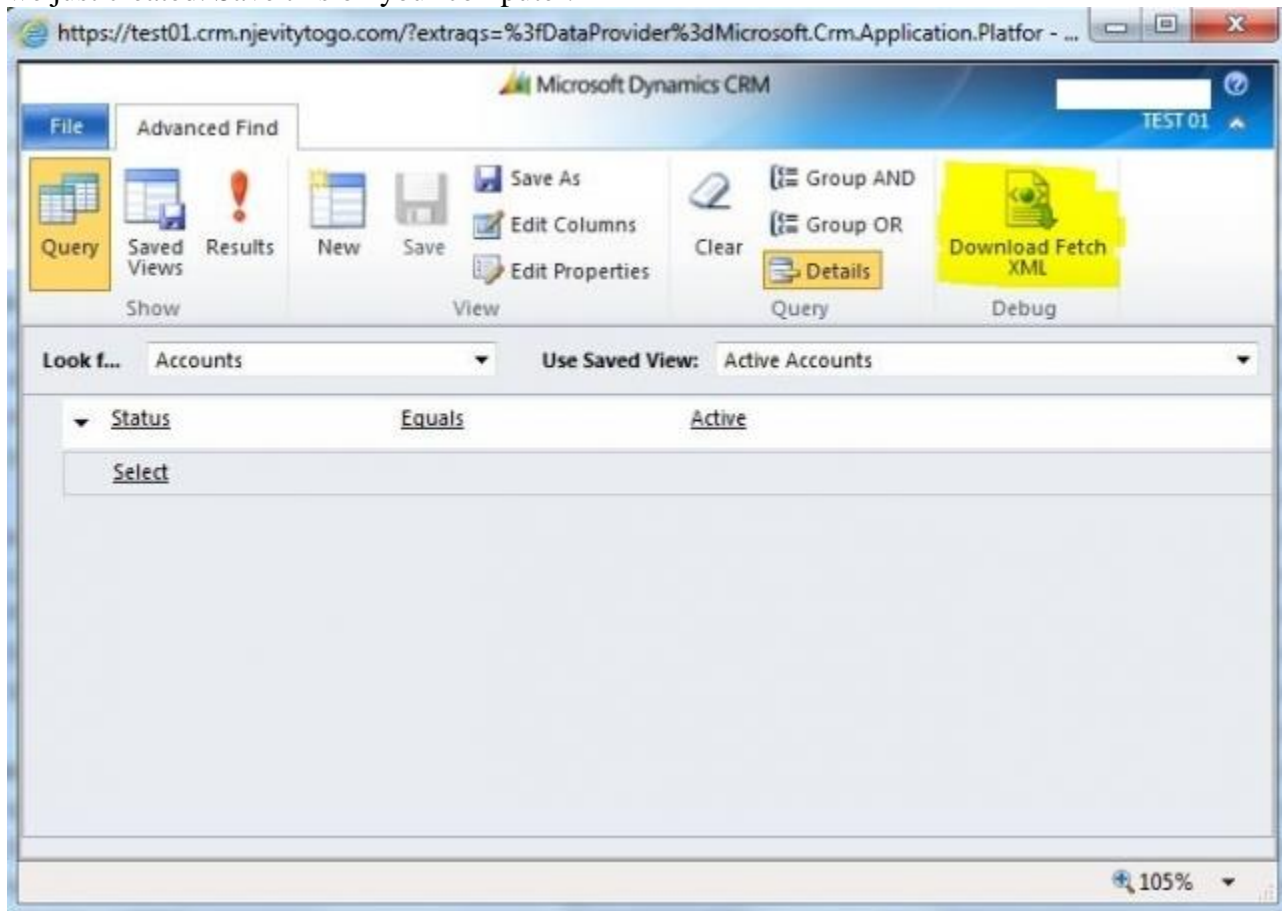 https://test01.crm.njevitytogo.com/?extraqs=%3fDataProvider%3dMicrosoft.Crm.Application.Platfor - ...
Microsoft Dynamics CRM
File Advanced Find TEST 01
Query Saved Views Results New Save Save As Edit Columns Edit Properties Clear Group AND Group OR Details Download Fetch XML
Show View Query Debug
Look f... Accounts Use Saved View: Active Accounts
Status Equals Active
Select
105%